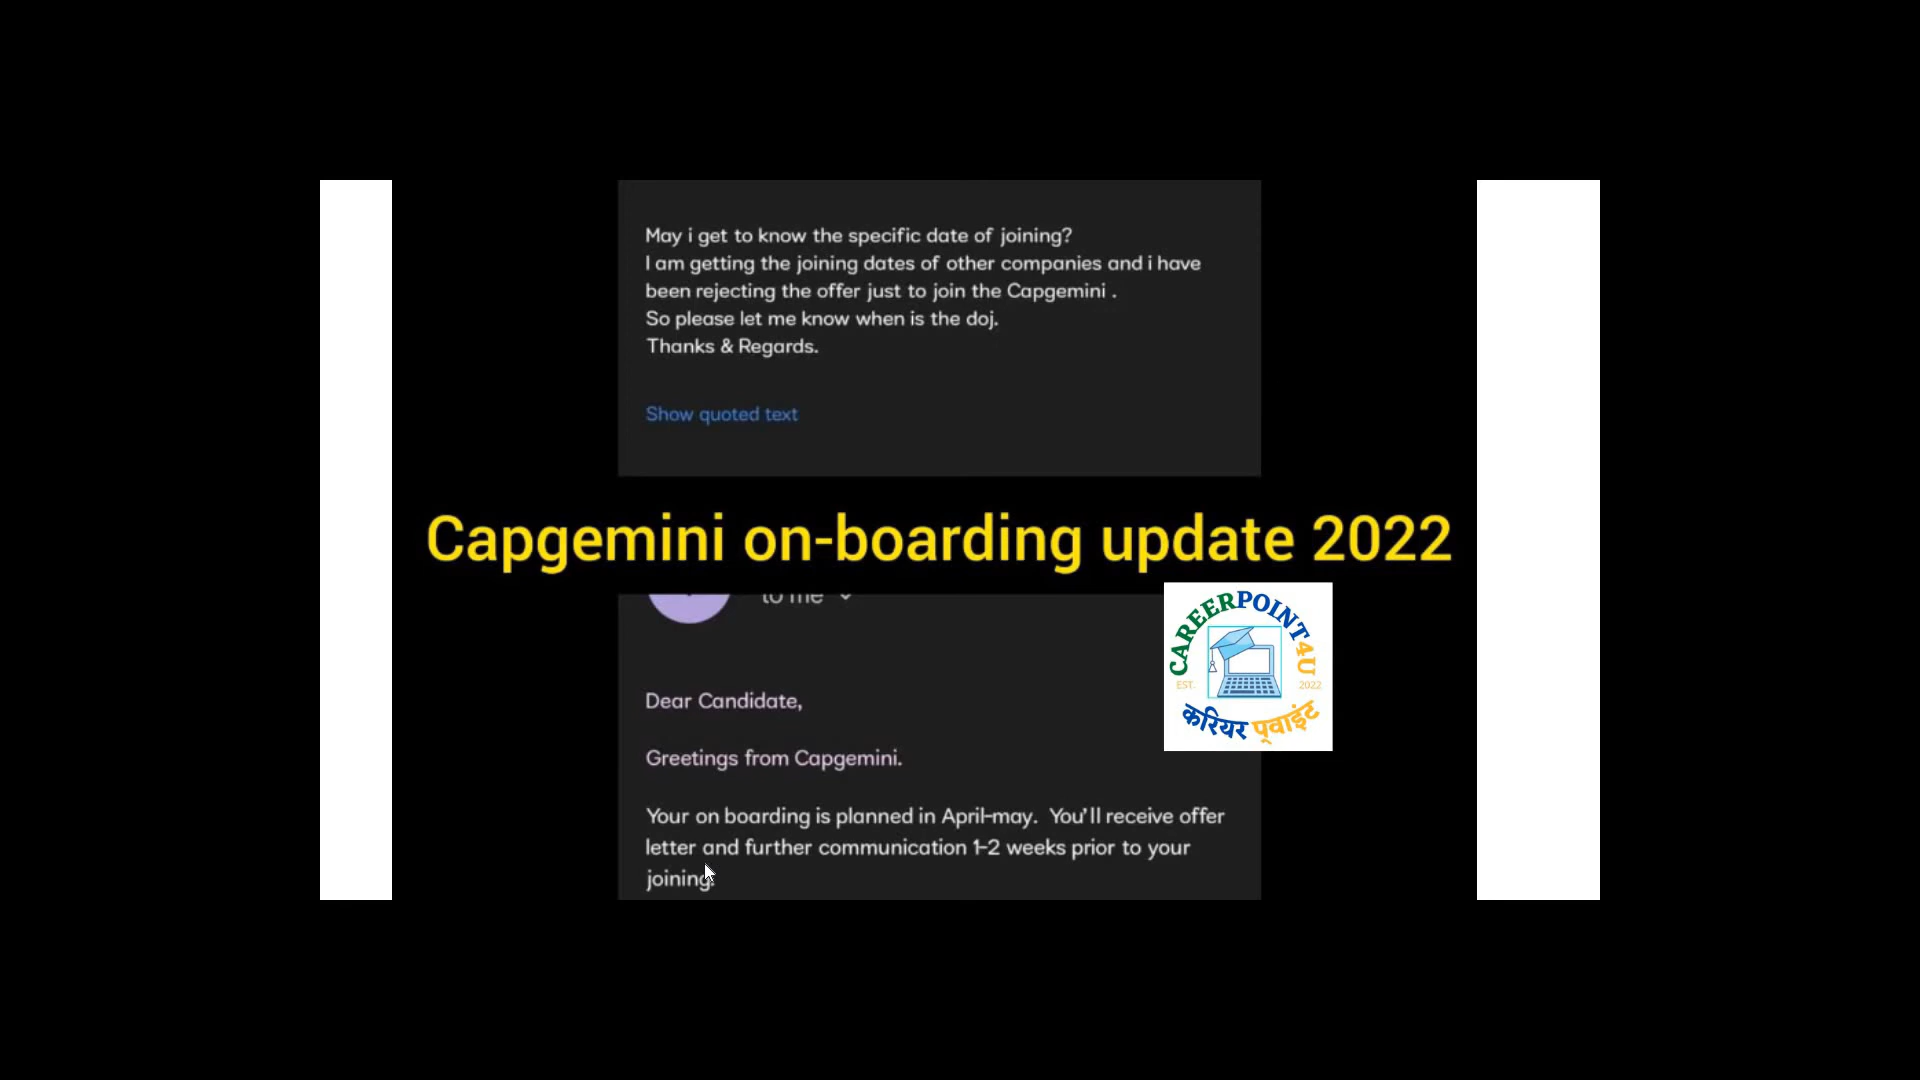 May i get to know the specific date of joining?
I am getting the joining dates of other companies and i have
been rejecting the offer just to join the Capgemini .
So please let me know when is the doj.
Thanks & Regards.
Show quoted text
Capgemini on-boarding update 2022
to me
CAREERPOINT4U
EST. 2022
करियर प्वाइंट
Dear Candidate,
Greetings from Capgemini.
Your on boarding is planned in April-may. You'll receive offer
letter and further communication 1-2 weeks prior to your
joining.